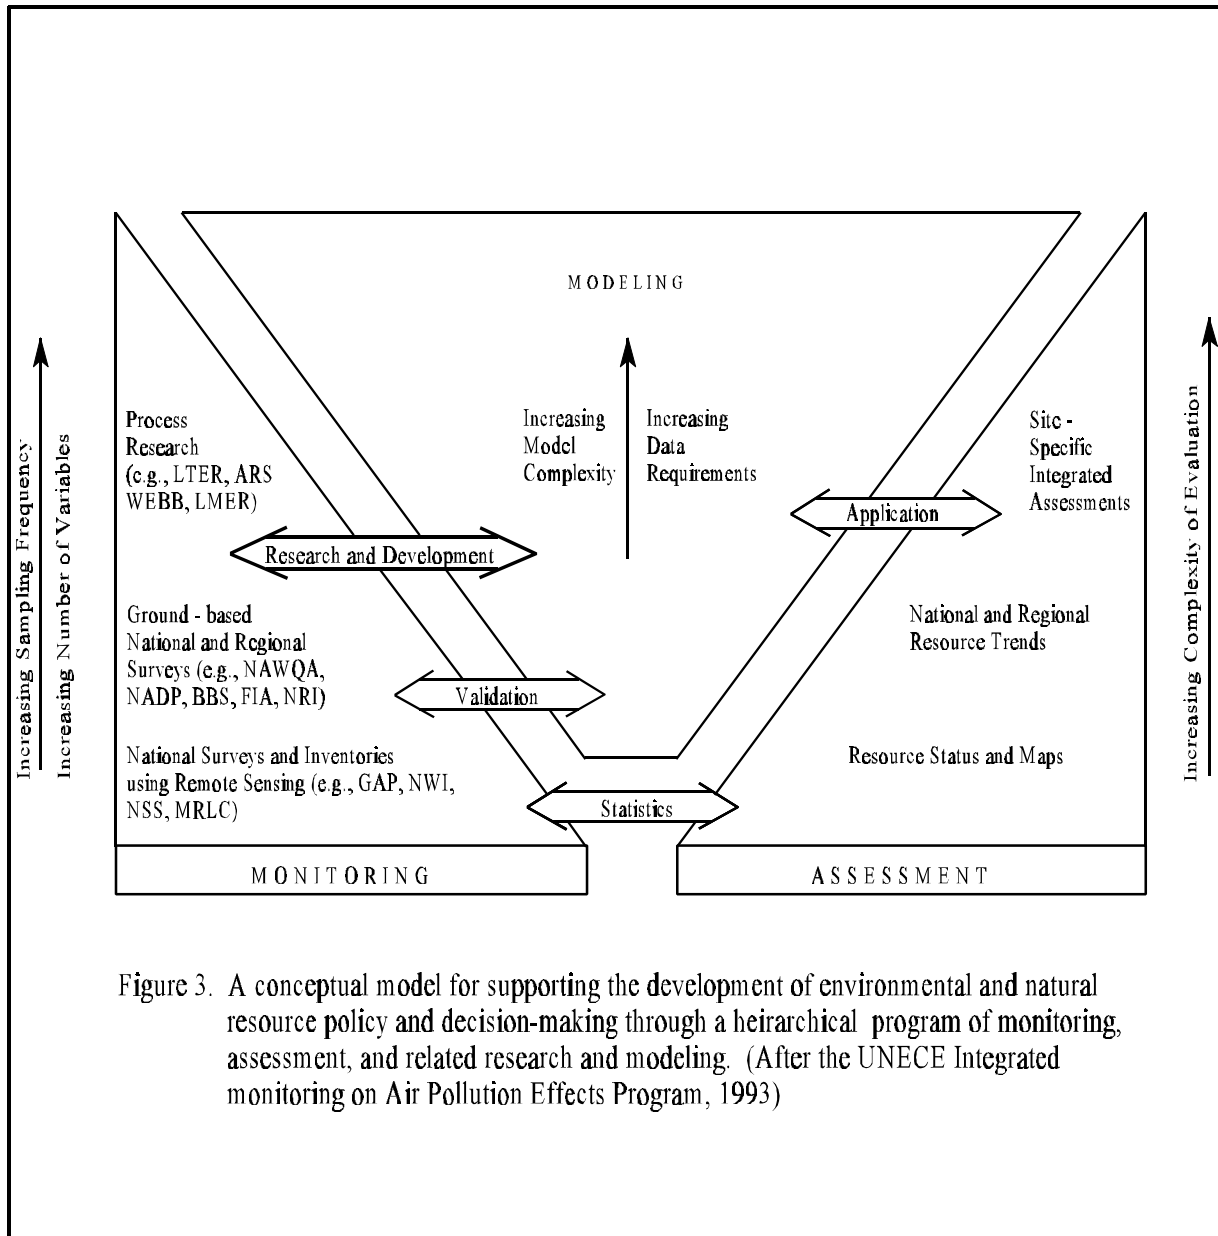 MODELING
Increasing Sampling Frequency
Increasing Number of Variables
Process
Research
(e.g., LTER, ARS
WEBB, LMER)
Increasing
Model
Complexity
Increasing
Data
Requirements
Site -
Specific
Integrated
Assessments
Application
Research and Development
Ground - based
National and Regional
Surveys (e.g., NAWQA,
NADP, BBS, FIA, NRI)
National and Regional
Resource Trends
Validation
National Surveys and Inventories
using Remote Sensing (e.g., GAP, NWI,
NSS, MRLC)
Resource Status and Maps
Statistics
Increasing Complexity of Evaluation
MONITORING
ASSESSMENT
Figure 3. A conceptual model for supporting the development of environmental and natural
resource policy and decision-making through a heirarchical program of monitoring,
assessment, and related research and modeling. (After the UNECE Integrated
monitoring on Air Pollution Effects Program, 1993)